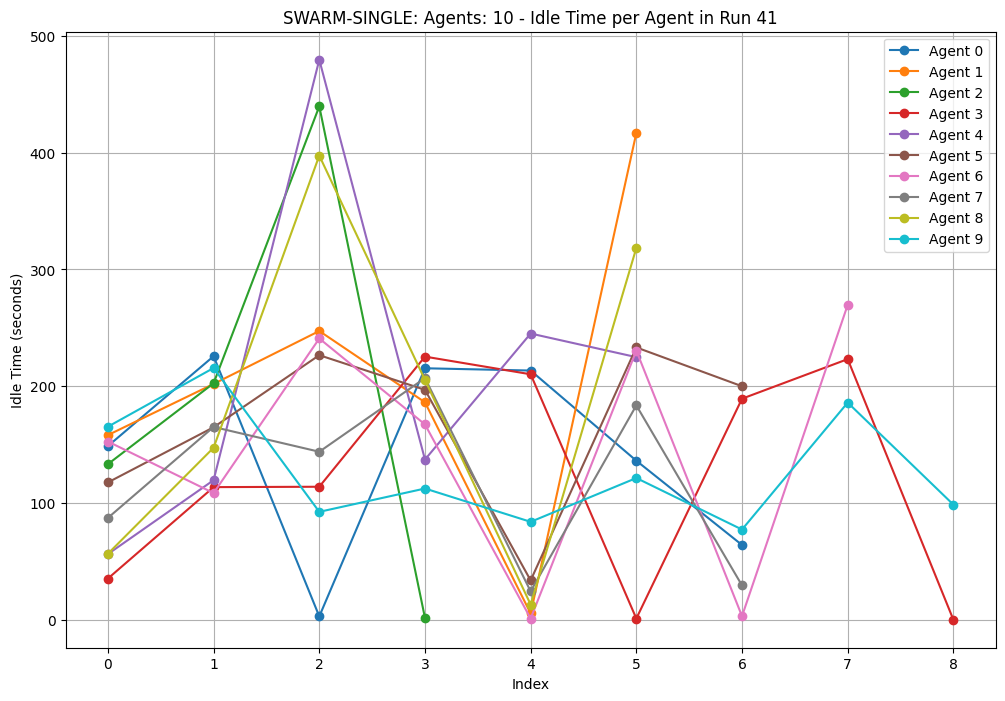 SWARM-SINGLE: Agents: 10 - Idle Time per Agent in Run 41
500
400
300
200
100
0
Idle Time (seconds)
0 1 2 3 4 5 6 7 8
Index
Agent 0
Agent 1
Agent 2
Agent 3
Agent 4
Agent 5
Agent 6
Agent 7
Agent 8
Agent 9